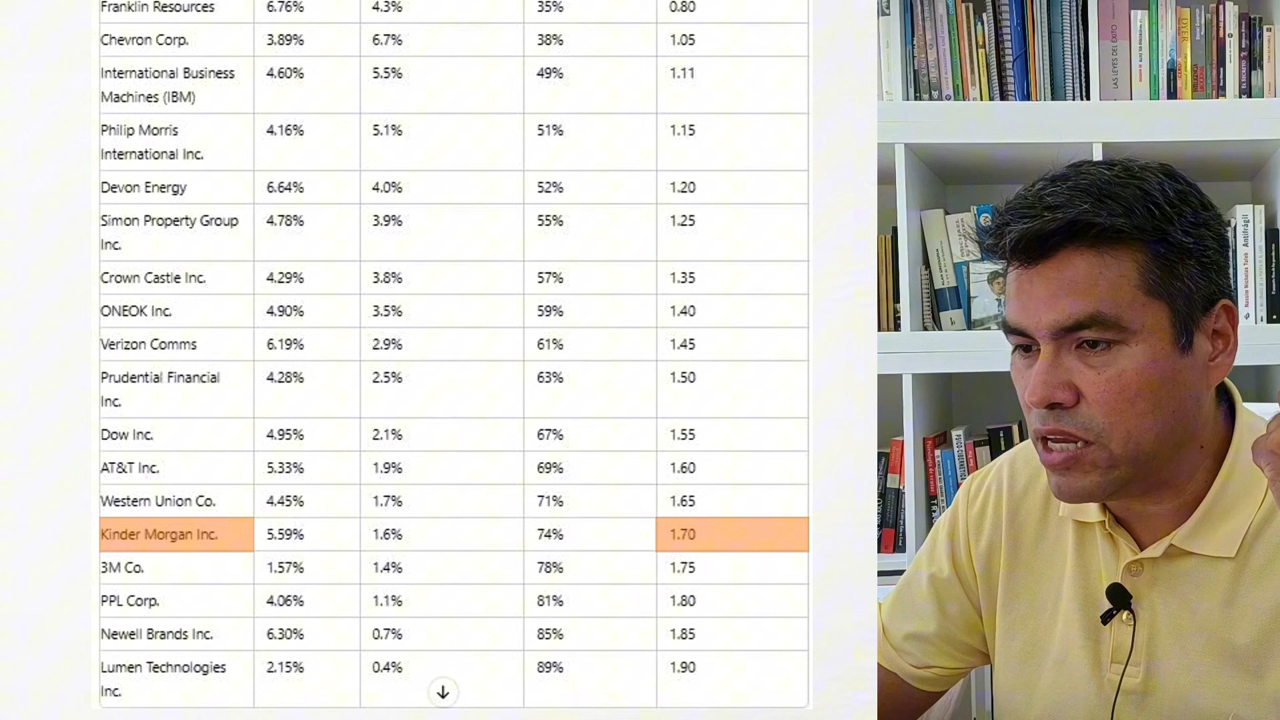 Franklin Resources 6.76% 4.3% 35% 0.80
Chevron Corp. 3.89% 6.7% 38% 1.05
International Business 4.60% 5.5% 49% 1.11
Machines (IBM)
Philip Morris 4.16% 5.1% 51% 1.15
International Inc.
Devon Energy 6.64% 4.0% 52% 1.20
Simon Property Group 4.78% 3.9% 55% 1.25
Inc.
Crown Castle Inc. 4.29% 3.8% 57% 1.35
ONEOK Inc. 4.90% 3.5% 59% 1.40
Verizon Comms 6.19% 2.9% 61% 1.45
Prudential Financial 4.28% 2.5% 63% 1.50
Inc.
Dow Inc. 4.95% 2.1% 67% 1.55
AT&T Inc. 5.33% 1.9% 69% 1.60
Western Union Co. 4.45% 1.7% 71% 1.65
Kinder Morgan Inc. 5.59% 1.6% 74% 1.70
3M Co. 1.57% 1.4% 78% 1.75
PPL Corp. 4.06% 1.1% 81% 1.80
Newell Brands Inc. 6.30% 0.7% 85% 1.85
Lumen Technologies 2.15% 0.4% 89% 1.90
Inc.
LAS LEYES DEL ÉXITO
DYER
EL SECRETO
Antifrágil